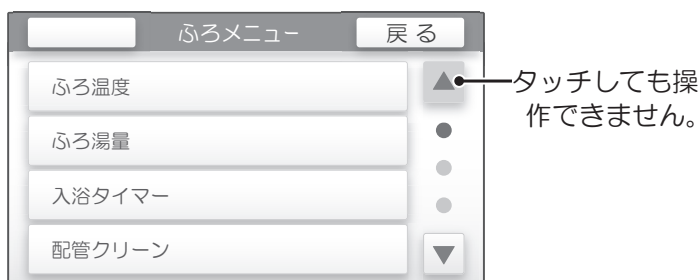 ふろメニュー
戻る
ふろ温度
ふろ湯量
入浴タイマー
配管クリーン
▲
▼
タッチしても操
作できません。